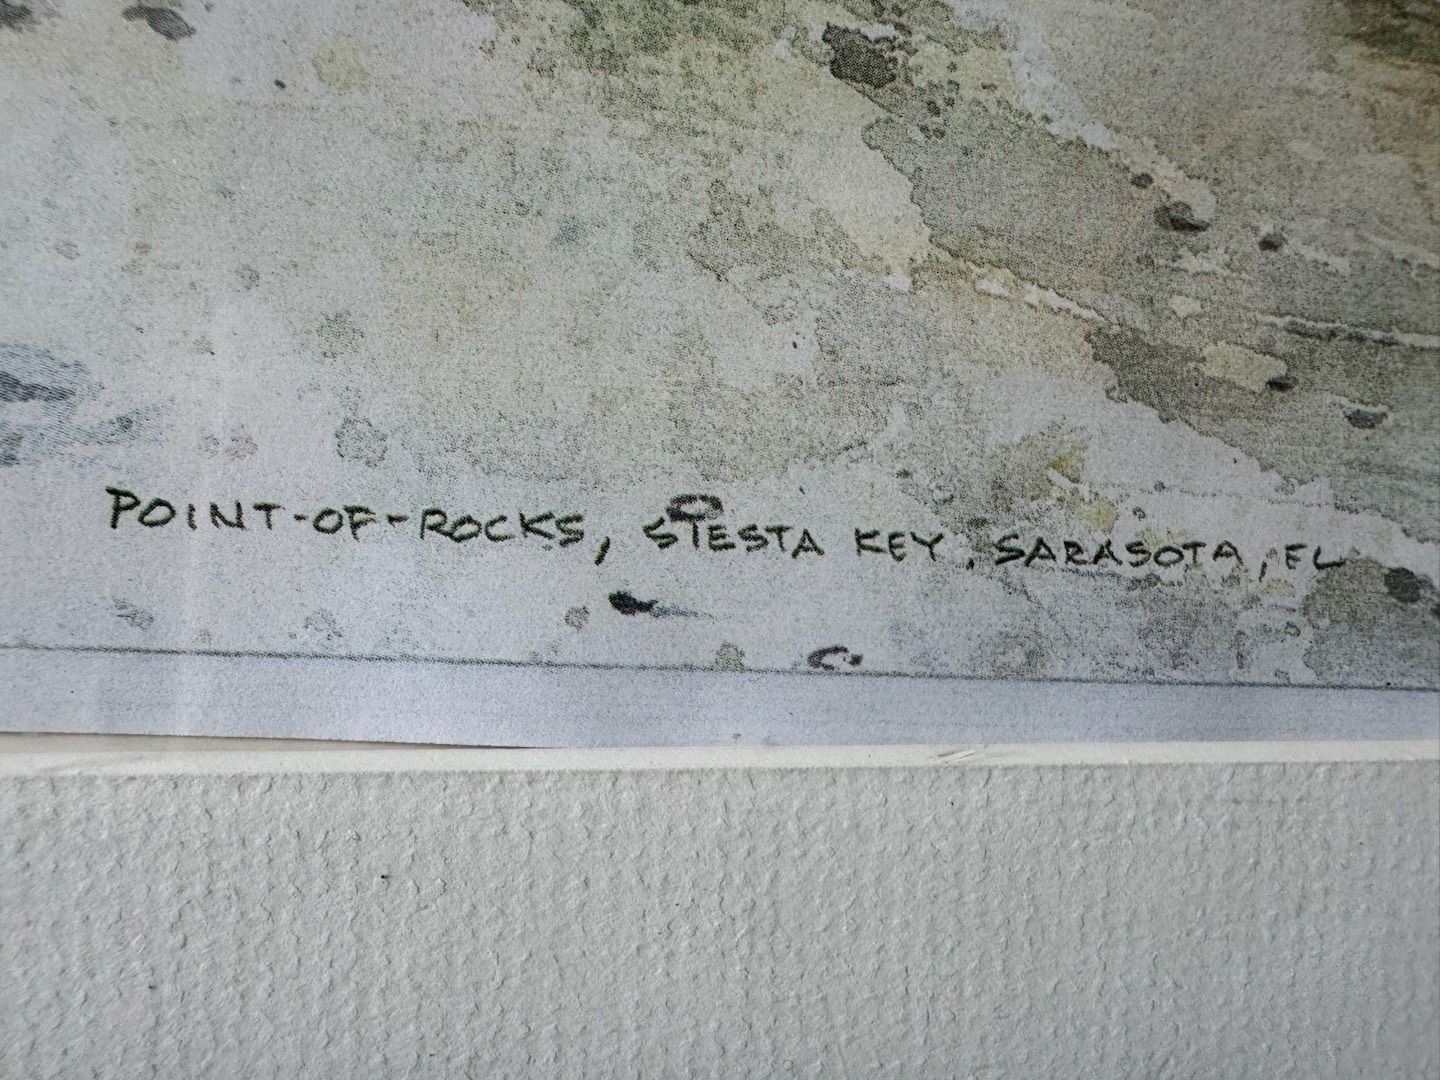 POINT-OF-ROCKS, SIESTA KEY, SARASOTA, FL